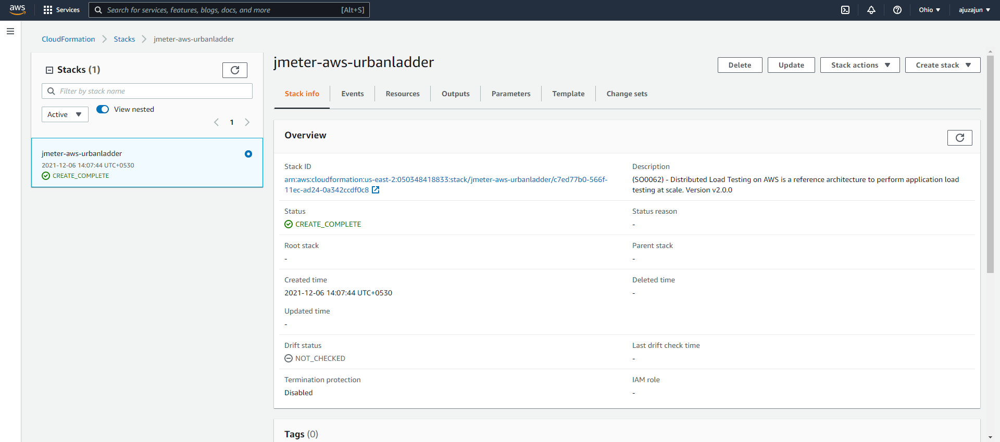 aws Services Search for services, features, blogs, docs, and more [Alt+S] Ohio ajuzajun
CloudFormation Stacks jmeter-aws-urbanladder
Stacks (1)
Filter by stack name
Active View nested
1
jmeter-aws-urbanladder
2021-12-06 14:07:44 UTC+0530
CREATE_COMPLETE
jmeter-aws-urbanladder
Delete Update Stack actions Create stack
Stack info Events Resources Outputs Parameters Template Change sets
Overview
Stack ID
arn:aws:cloudformation:us-east-2:050348418833:stack/jmeter-aws-urbanladder/c7ed77b0-566f-
11ec-ad24-0a342ccdf0c8
Description
(SO0062) - Distributed Load Testing on AWS is a reference architecture to perform application load
testing at scale. Version v2.0.0
Status
CREATE_COMPLETE
Status reason
-
Root stack
-
Parent stack
-
Created time
2021-12-06 14:07:44 UTC+0530
Deleted time
-
Updated time
-
Drift status
NOT_CHECKED
Last drift check time
-
Termination protection
Disabled
IAM role
-
Tags (0)